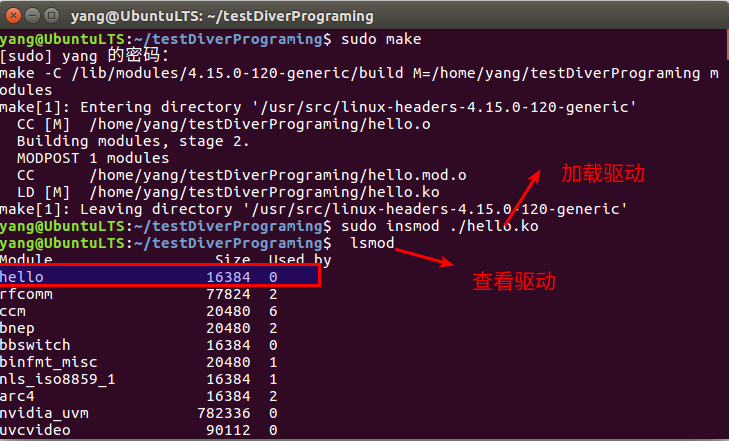 yang@UbuntuLTS: ~/testDiverPrograming
yang@UbuntuLTS:~/testDiverPrograming$ sudo make
[sudo] yang 的密码：
make -C /lib/modules/4.15.0-120-generic/build M=/home/yang/testDiverPrograming m
odules
make[1]: Entering directory '/usr/src/linux-headers-4.15.0-120-generic'
  CC [M]  /home/yang/testDiverPrograming/hello.o
  Building modules, stage 2.
  MODPOST 1 modules
  CC      /home/yang/testDiverPrograming/hello.mod.o
  LD [M]  /home/yang/testDiverPrograming/hello.ko
加载驱动
make[1]: Leaving directory '/usr/src/linux-headers-4.15.0-120-generic'
yang@UbuntuLTS:~/testDiverPrograming$ sudo insmod ./hello.ko
yang@UbuntuLTS:~/testDiverPrograming$  lsmod
Module                  Size  Used by
查看驱动
hello                  16384  0
rfcomm                 77824  2
ccm                    20480  6
bnep                   20480  2
bbswitch               16384  0
binfmt_misc            20480  1
nls_iso8859_1          16384  1
arc4                   16384  2
nvidia_uvm            782336  0
uvcvideo               90112  0